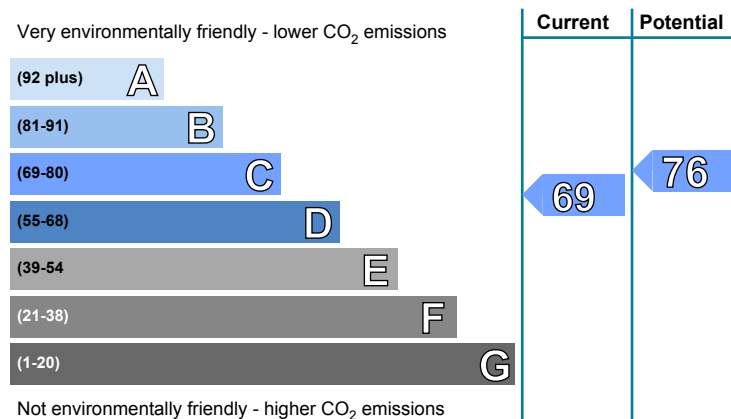 Very environmentally friendly - lower CO2 emissions
Current
Potential
(92 plus) A
(81-91) B
(69-80) C
(55-68) D
(39-54 E
(21-38) F
(1-20) G
69
76
Not environmentally friendly - higher CO2 emissions